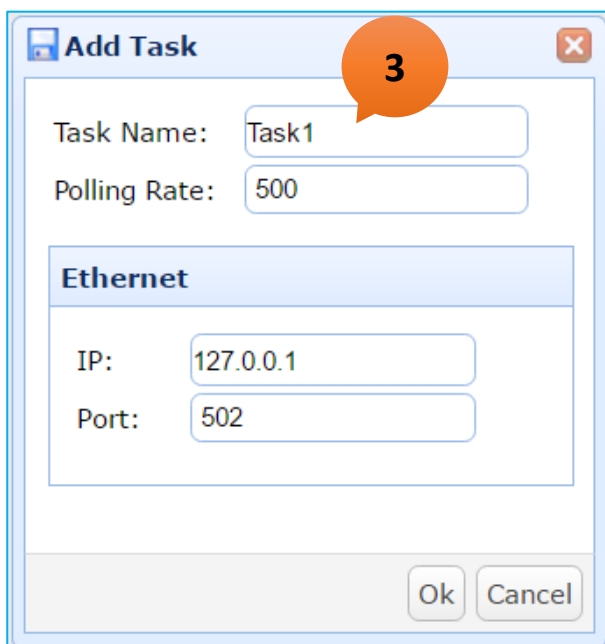 Add Task
3
Task Name: Task1
Polling Rate: 500
Ethernet
IP: 127.0.0.1
Port: 502
Ok Cancel